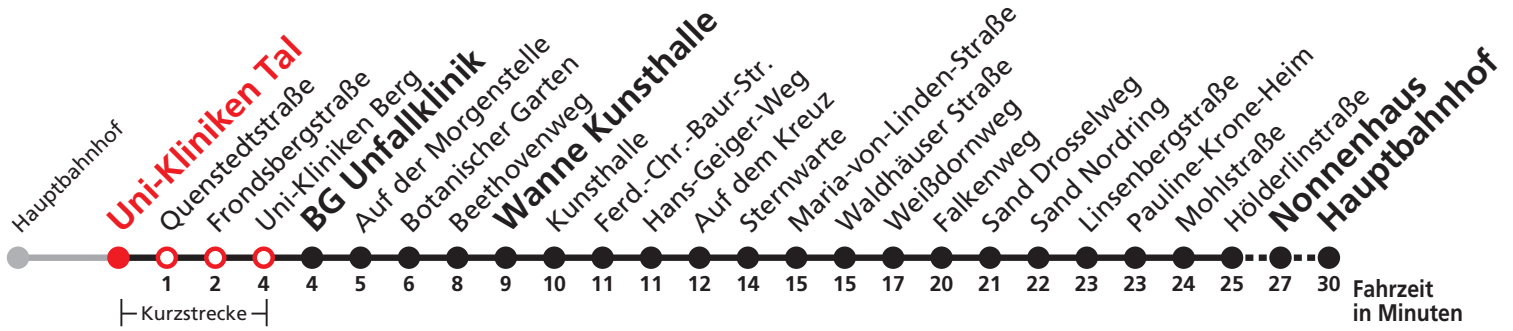 Hauptbahnhof
Uni-Kliniken Tal
Quenstedtstraße
Frondsbergstraße
Uni-Kliniken Berg
BG Unfallklinik
Auf der Morgenstelle
Botanischer Garten
Beethovenweg
Wanne Kunsthalle
Kunsthalle
Ferd.-Chr.-Baur-Str.
Hans-Geiger-Weg
Auf dem Kreuz
Sternwarte
Maria-von-Linden-Straße
Waldhäuser Straße
Weißdornweg
Falkenweg
Sand Drosselweg
Sand Nordring
Linsenbergstraße
Pauline-Krone-Heim
Mohlstraße
Hölderlinstraße
Nonnenhaus
Hauptbahnhof
1 2 4 4 5 6 8 9 10 11 11 12 14 15 15 17 20 21 22 23 23 24 25 27 30
Fahrzeit
in Minuten
Kurzstrecke